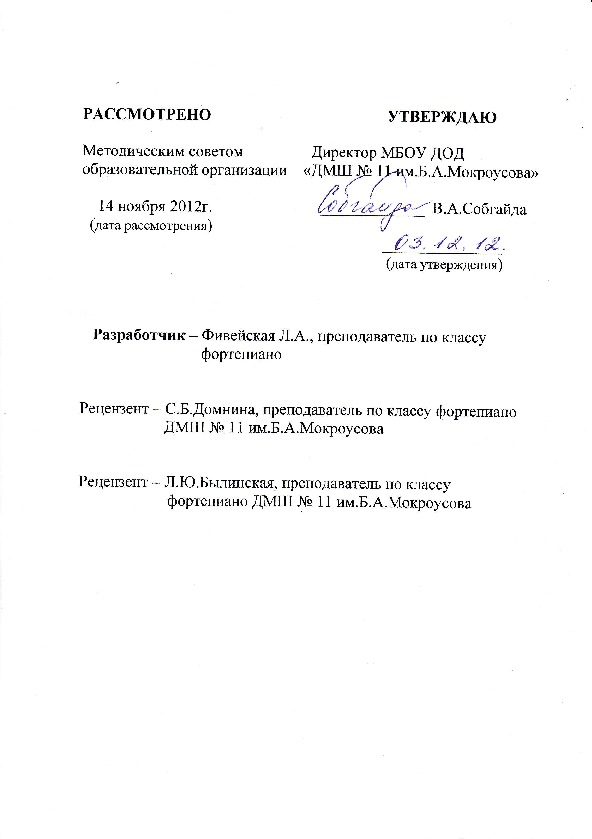 РАССМОТРЕНО
Методическим советом
образовательной организации
14 ноября 2012г.
(дата рассмотрения)
УТВЕРЖДАЮ
Директор МБОУ ДОД
«ДМШ № 11 им.Б.А.Мокроусова»
Собгайда В.А.Собгайда
03.12.12.
(дата утверждения)
Разработчик – Фивейская Л.А., преподаватель по классу
фортепиано
Рецензент – С.Б.Домнина, преподаватель по классу фортепиано
ДМШ № 11 им.Б.А.Мокроусова
Рецензент – Л.Ю.Былинская, преподаватель по классу
фортепиано ДМШ № 11 им.Б.А.Мокроусова